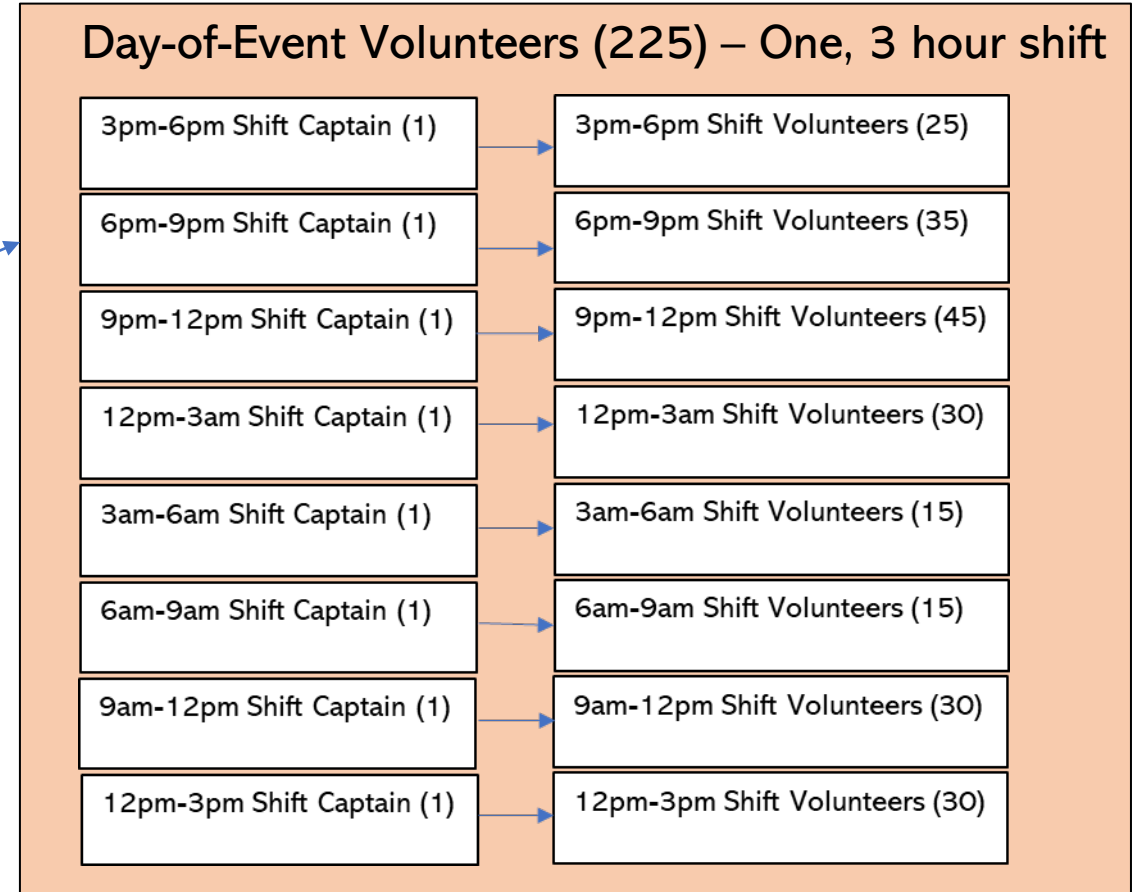 Day-of-Event Volunteers (225) – One, 3 hour shift
3pm-6pm Shift Captain (1)
3pm-6pm Shift Volunteers (25)
6pm-9pm Shift Captain (1)
6pm-9pm Shift Volunteers (35)
9pm-12pm Shift Captain (1)
9pm-12pm Shift Volunteers (45)
12pm-3am Shift Captain (1)
12pm-3am Shift Volunteers (30)
3am-6am Shift Captain (1)
3am-6am Shift Volunteers (15)
6am-9am Shift Captain (1)
6am-9am Shift Volunteers (15)
9am-12pm Shift Captain (1)
9am-12pm Shift Volunteers (30)
12pm-3pm Shift Captain (1)
12pm-3pm Shift Volunteers (30)